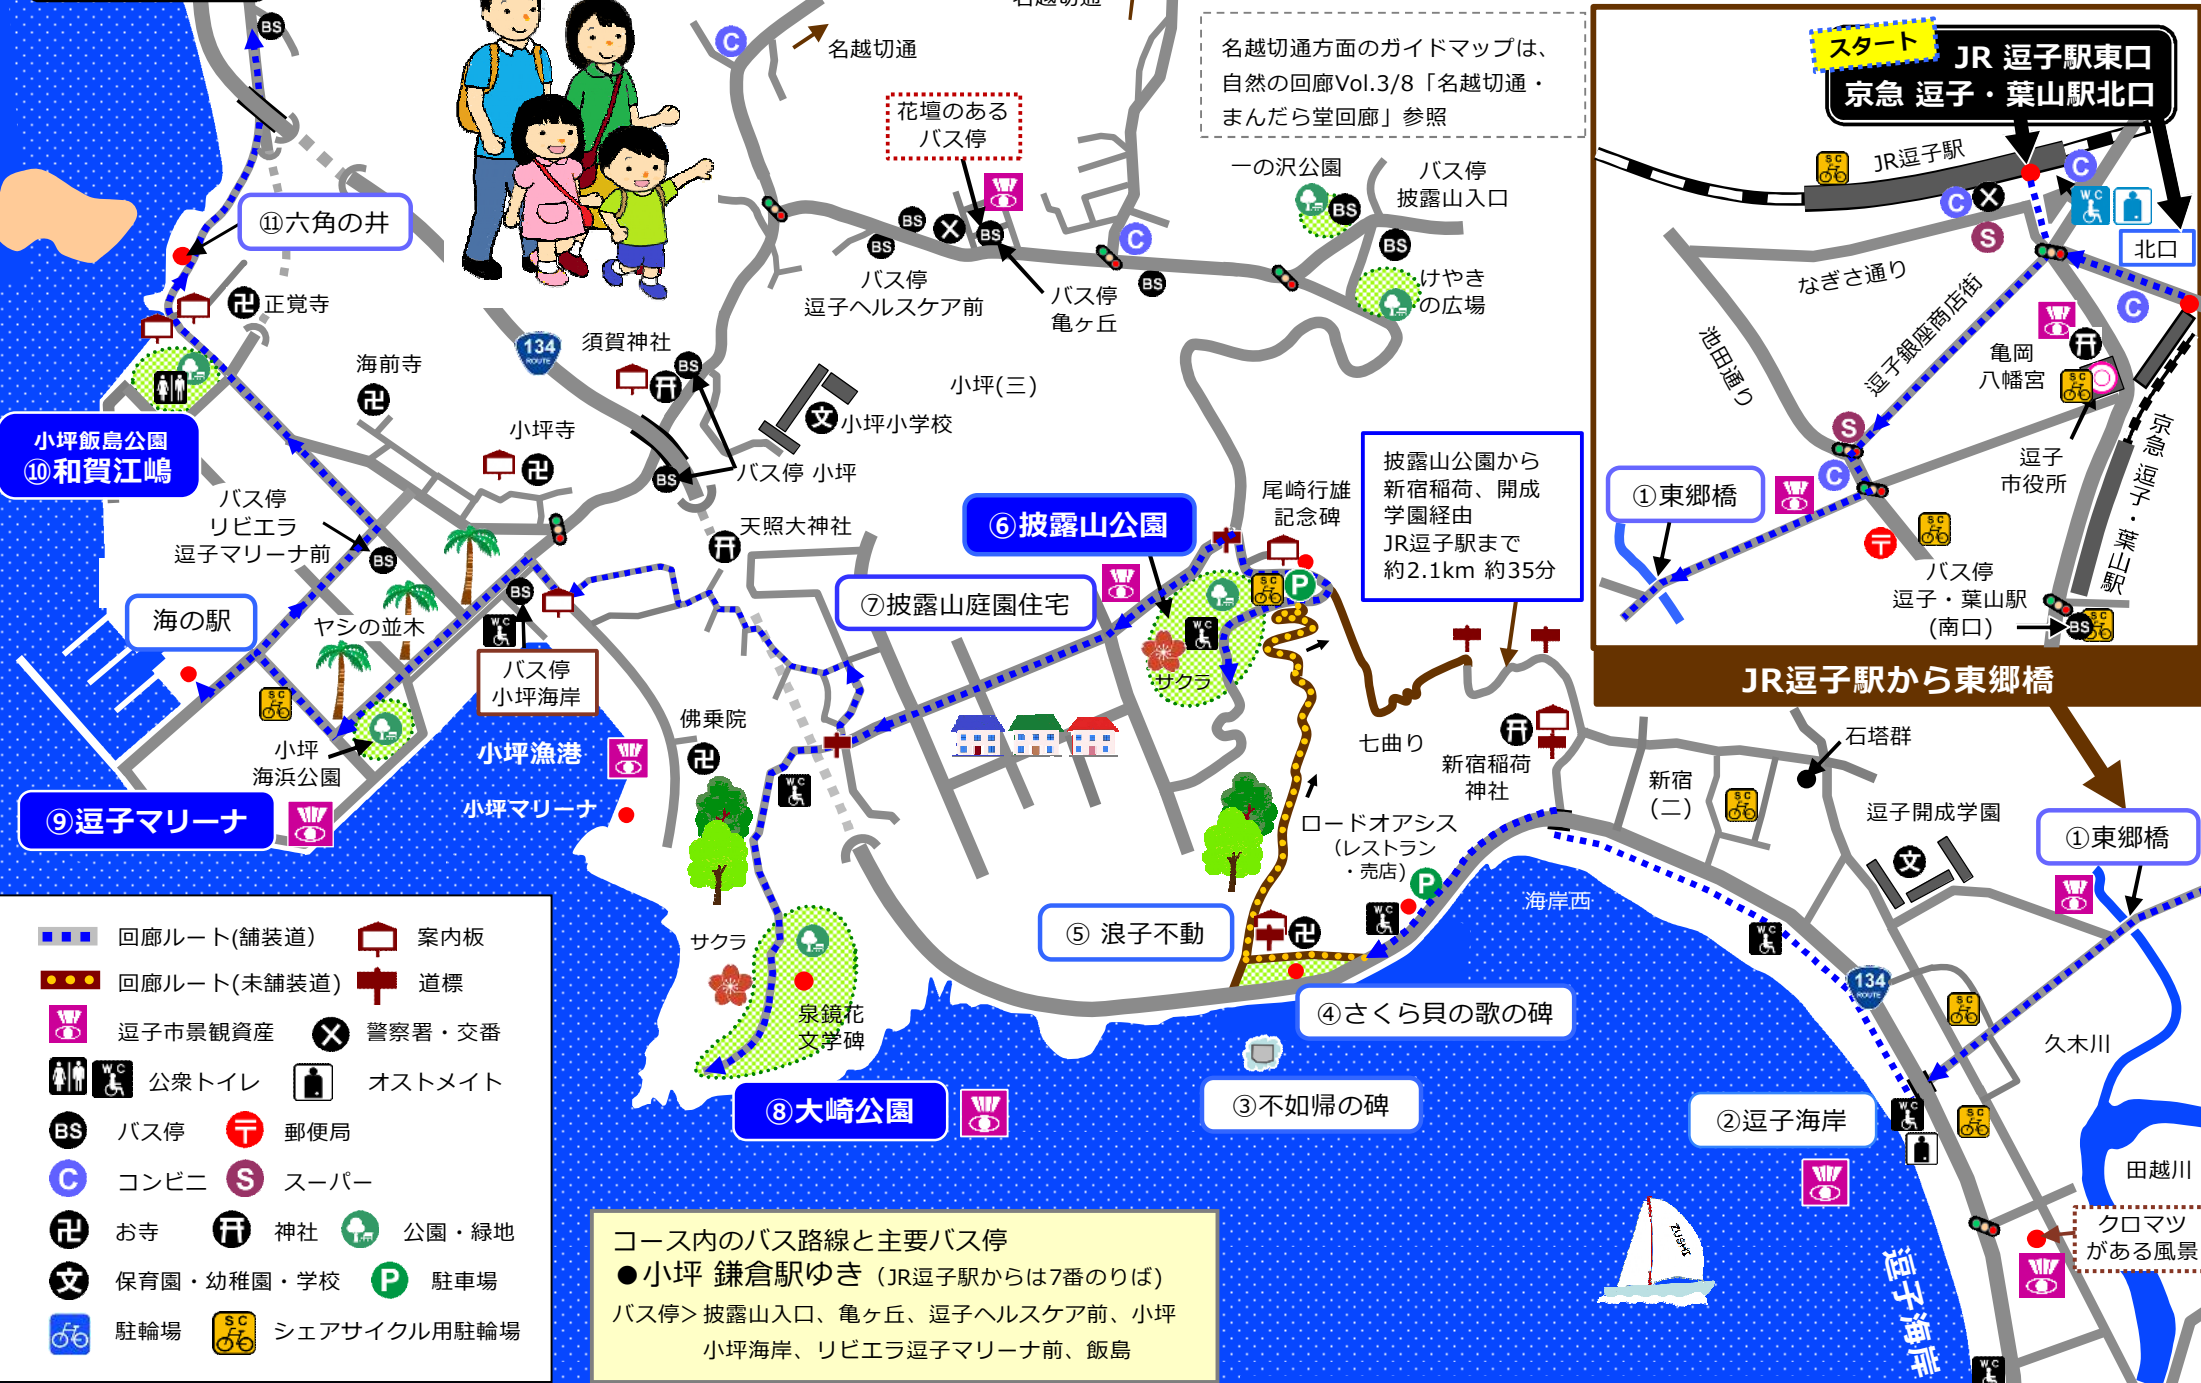 名越切通
名越切通方面のガイドマップは、
自然の回廊Vol.3/8「名越切通・
まんだら堂回廊」参照
スタート
JR 逗子駅東口
京急 逗子・葉山駅北口
JR逗子駅
北口
なぎさ通り
池田通り
逗子銀座商店街
亀岡
八幡宮
逗子
市役所
京急 逗子・葉山駅
①東郷橋
バス停
逗子・葉山駅
(南口)
JR逗子駅から東郷橋
花壇のある
バス停
一の沢公園
バス停
披露山入口
けやき
の広場
バス停
逗子ヘルスケア前
バス停
亀ヶ丘
⑪六角の井
正覚寺
134
ROUTE
須賀神社
海前寺
小坪寺
小坪(三)
小坪小学校
バス停 小坪
小坪飯島公園
⑩和賀江嶋
バス停
リビエラ
逗子マリーナ前
天照大神社
⑥披露山公園
尾崎行雄
記念碑
披露山公園から
新宿稲荷、開成
学園経由
JR逗子駅まで
約2.1km 約35分
⑦披露山庭園住宅
海の駅
ヤシの並木
バス停
小坪海岸
サクラ
小坪
海浜公園
佛乗院
小坪漁港
小坪マリーナ
⑨逗子マリーナ
七曲り
新宿稲荷
神社
新宿
(二)
石塔群
逗子開成学園
①東郷橋
ロードオアシス
(レストラン
・売店)
海岸西
⑤ 浪子不動
サクラ
泉鏡花
文学碑
④さくら貝の歌の碑
134
ROUTE
久木川
⑧大崎公園
③不如帰の碑
②逗子海岸
田越川
クロマツ
がある風景
逗子海岸
ZUSHI
回廊ルート(舗装道)
案内板
回廊ルート(未舗装道)
道標
逗子市景観資産
警察署・交番
公衆トイレ
オストメイト
BS バス停
郵便局
C コンビニ
S スーパー
お寺
神社
公園・緑地
文 保育園・幼稚園・学校
P 駐車場
駐輪場
SC シェアサイクル用駐輪場
コース内のバス路線と主要バス停
●小坪 鎌倉駅ゆき（JR逗子駅からは7番のりば)
バス停＞披露山入口、亀ヶ丘、逗子ヘルスケア前、小坪
小坪海岸、リビエラ逗子マリーナ前、飯島